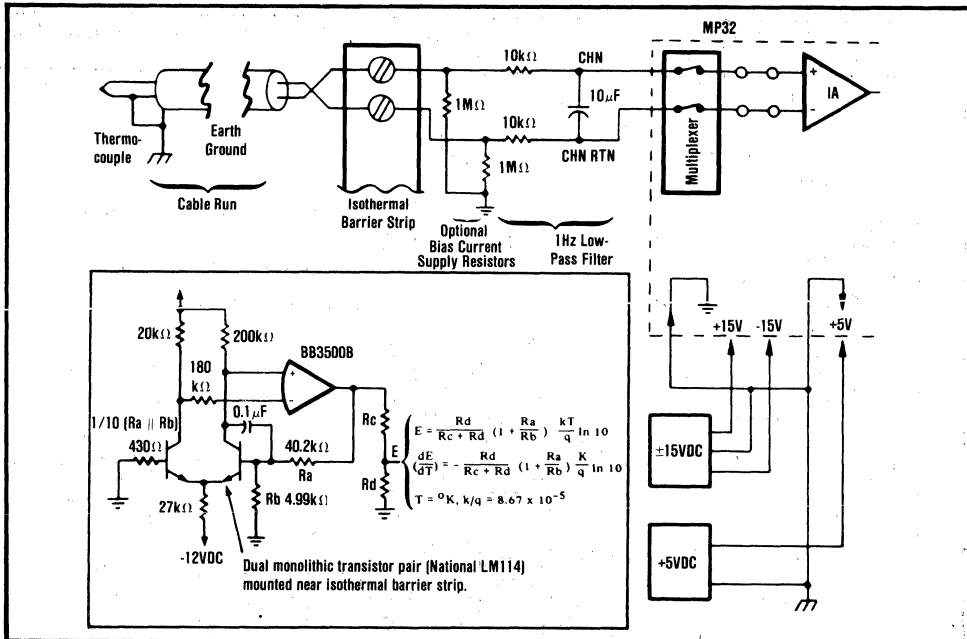 MP32
10kΩ
CHN
1MΩ
10μF
10kΩ
CHN RTN
1MΩ
Multiplexer
+
IA
-
Thermo-
couple
Earth
Ground
Cable Run
Isothermal
Barrier Strip
Optional
Bias Current
Supply Resistors
1Hz Low-
Pass Filter
+15V
-15V
+5V
±15VDC
+5VDC
20kΩ
200kΩ
BB3500B
180
kΩ
+
-
0.1μF
1/10 (Ra || Rb)
430Ω
40.2kΩ
Ra
Rb 4.99kΩ
27kΩ
-12VDC
Rc
E
Rd
E = Rd / Rc + Rd (1 + Ra / Rb) kT / q ln 10
(dE / dT) = - Rd / Rc + Rd (1 + Ra / Rb) K / q ln 10
T = °K, k/q = 8.67 x 10⁻⁵
Dual monolithic transistor pair (National LM114)
mounted near isothermal barrier strip.